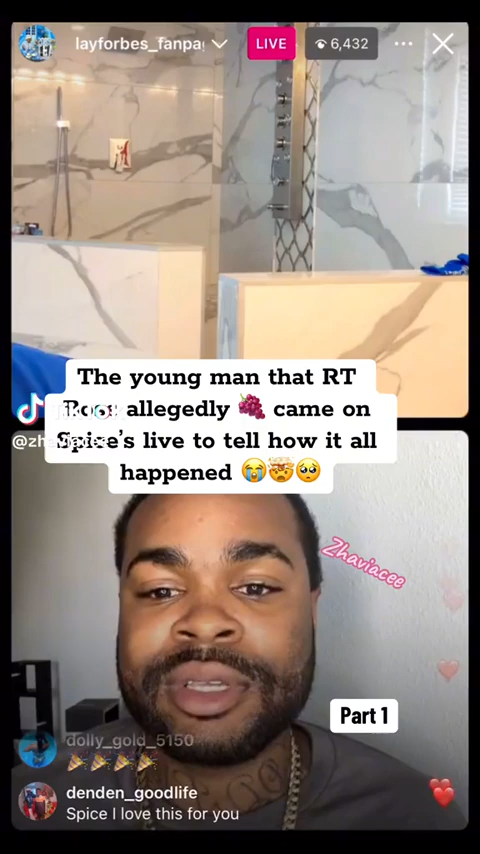 layforbes_fanpa
LIVE
6,432
The young man that RT
allegedly 🍇 came on
Spice's live to tell how it all
happened 😭🤯🥺
Zhaviacee
Part 1
dolly_gold_5150
🎉🎉🎉🎉
denden_goodlife
Spice I love this for you